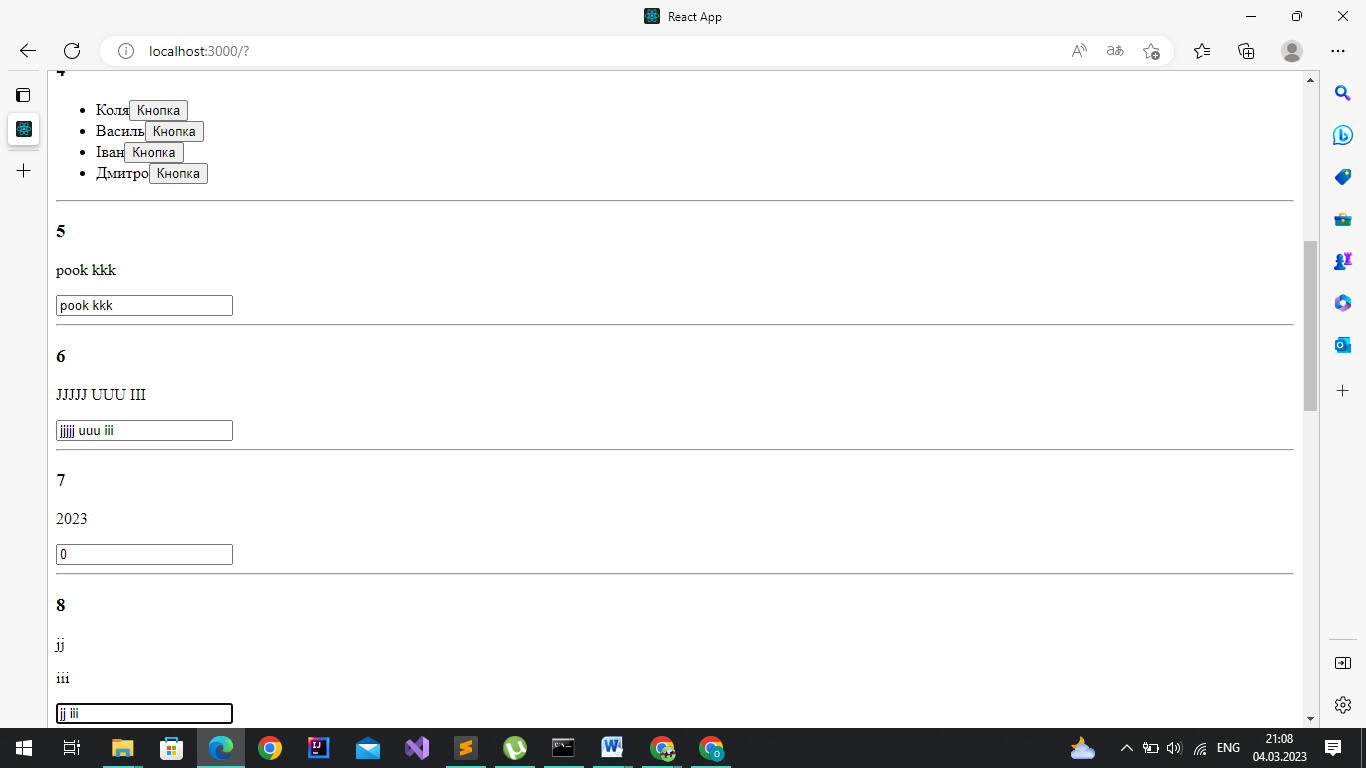 React App
localhost:3000/?
4
Коля Кнопка
Василь Кнопка
Іван Кнопка
Дмитро Кнопка
5
pook kkk
pook kkk
6
JJJJJ UUU III
jjjjj uuu iii
7
2023
0
8
jj
iii
jj iii
ENG
21:08
04.03.2023